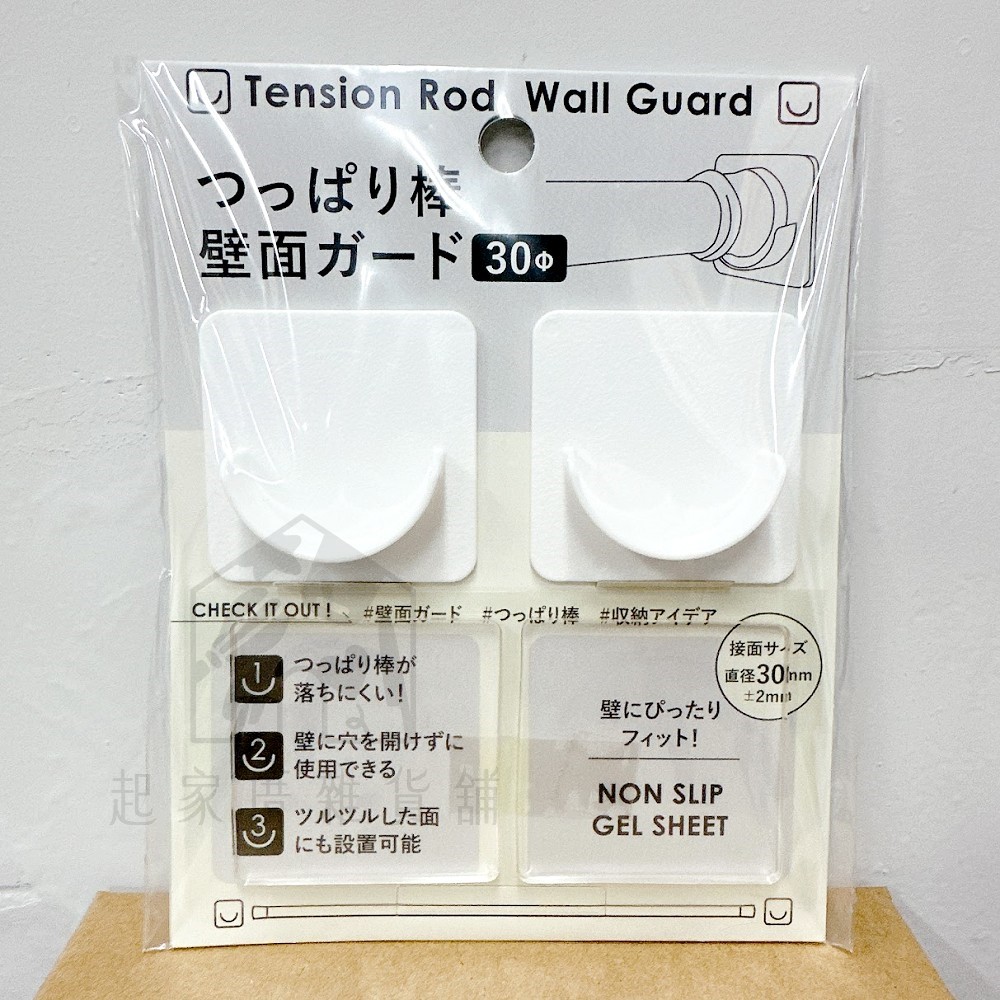 Tension Rod Wall Guard
つっぱり棒
壁面ガード 30Φ
CHECK IT OUT! #壁面ガード #つっぱり棒 #収納アイデア
1 つっぱり棒が
落ちにくい!
2 壁に穴を開けずに
使用できる
3 ツルツルした面
にも設置可能
接面サイズ
直径30mm
±2mm
壁にぴったり
フィット!
NON SLIP
GEL SHEET
起家居雜貨舖